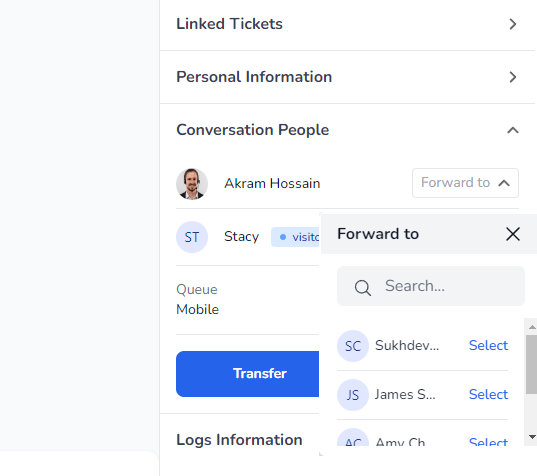 Linked Tickets
Personal Information
Conversation People
Akram Hossain
Forward to
ST
Stacy
Queue
Mobile
Transfer
Logs Information
Forward to
Search...
SC Sukhdev... Select
JS James S... Select
AC Amy Ch Select